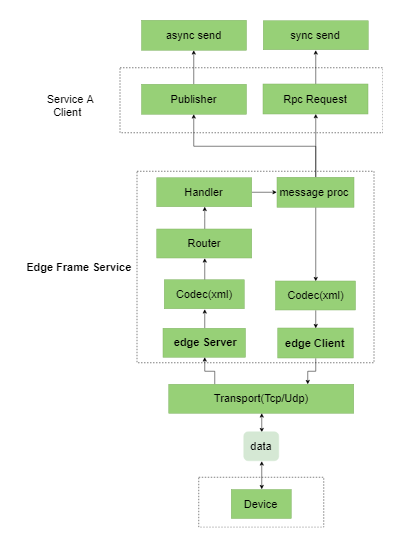 async send
sync send
Service A
Client
Publisher
Rpc Request
Handler
message proc
Router
Edge Frame Service
Codec(xml)
Codec(xml)
edge Server
edge Client
Transport(Tcp/Udp)
data
Device